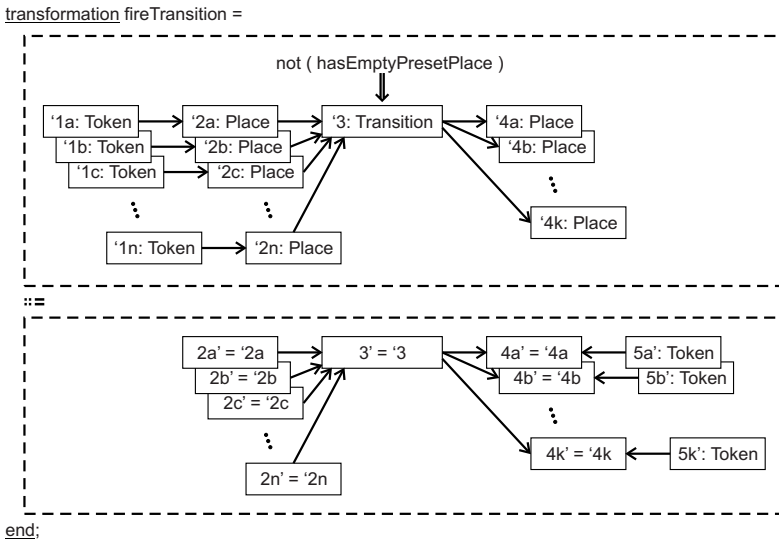 transformation fireTransition =
not ( hasEmptyPresetPlace )
‘1a: Token ‘2a: Place ‘3: Transition ‘4a: Place
‘1b: Token ‘2b: Place ‘4b: Place
‘1c: Token ‘2c: Place
‘4k: Place
‘1n: Token ‘2n: Place
::=
2a’ = ‘2a 3’ = ‘3 4a’ = ‘4a 5a’: Token
2b’ = ‘2b 4b’ = ‘4b 5b’: Token
2c’ = ‘2c
4k’ = ‘4k 5k’: Token
2n’ = ‘2n
end;